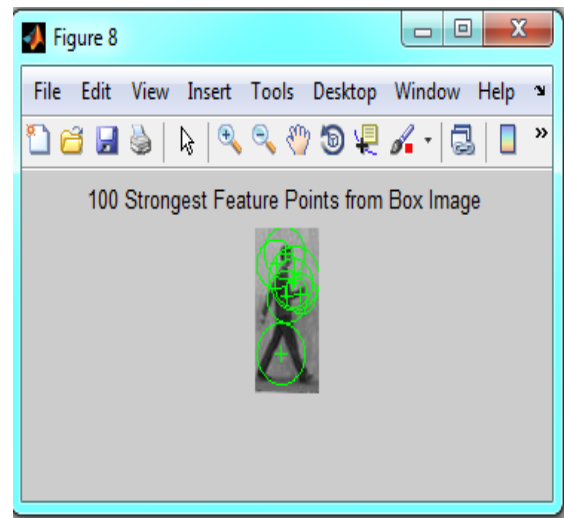 Figure 8
File Edit View Insert Tools Desktop Window Help
100 Strongest Feature Points from Box Image